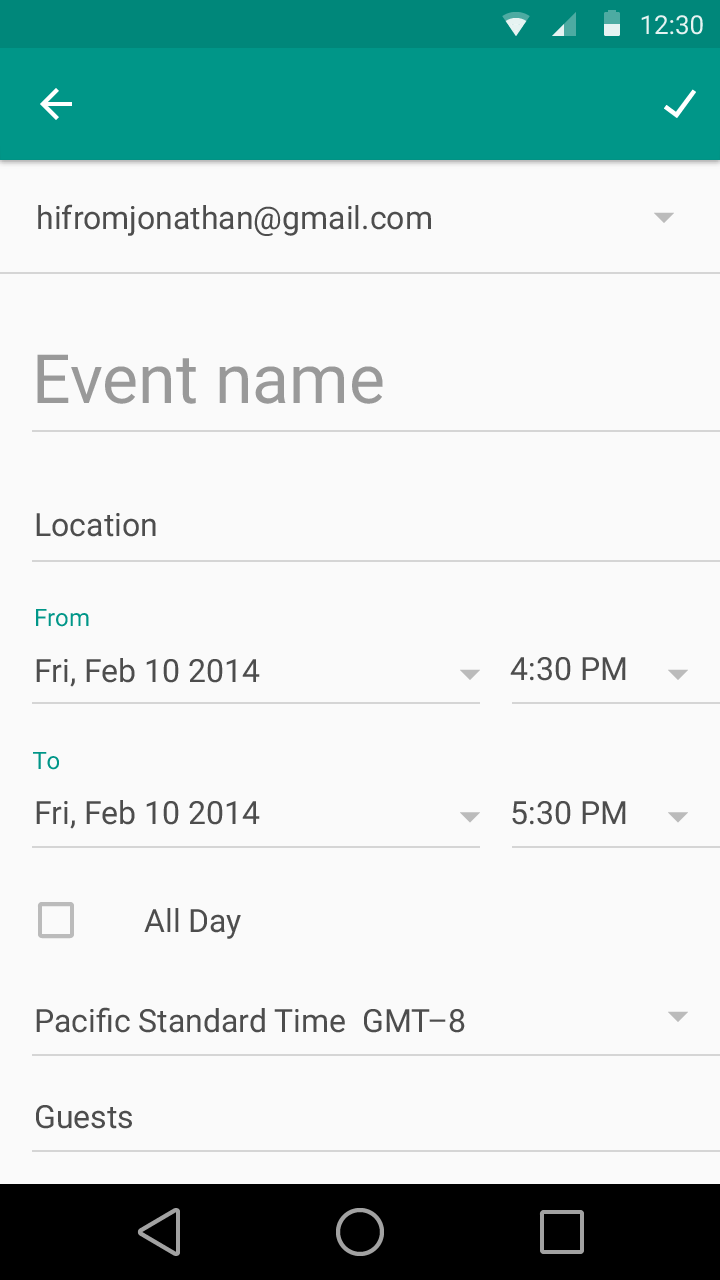 12:30
hifromjonathan@gmail.com
Event name
Location
From
Fri, Feb 10 2014 4:30 PM
To
Fri, Feb 10 2014 5:30 PM
All Day
Pacific Standard Time  GMT–8
Guests